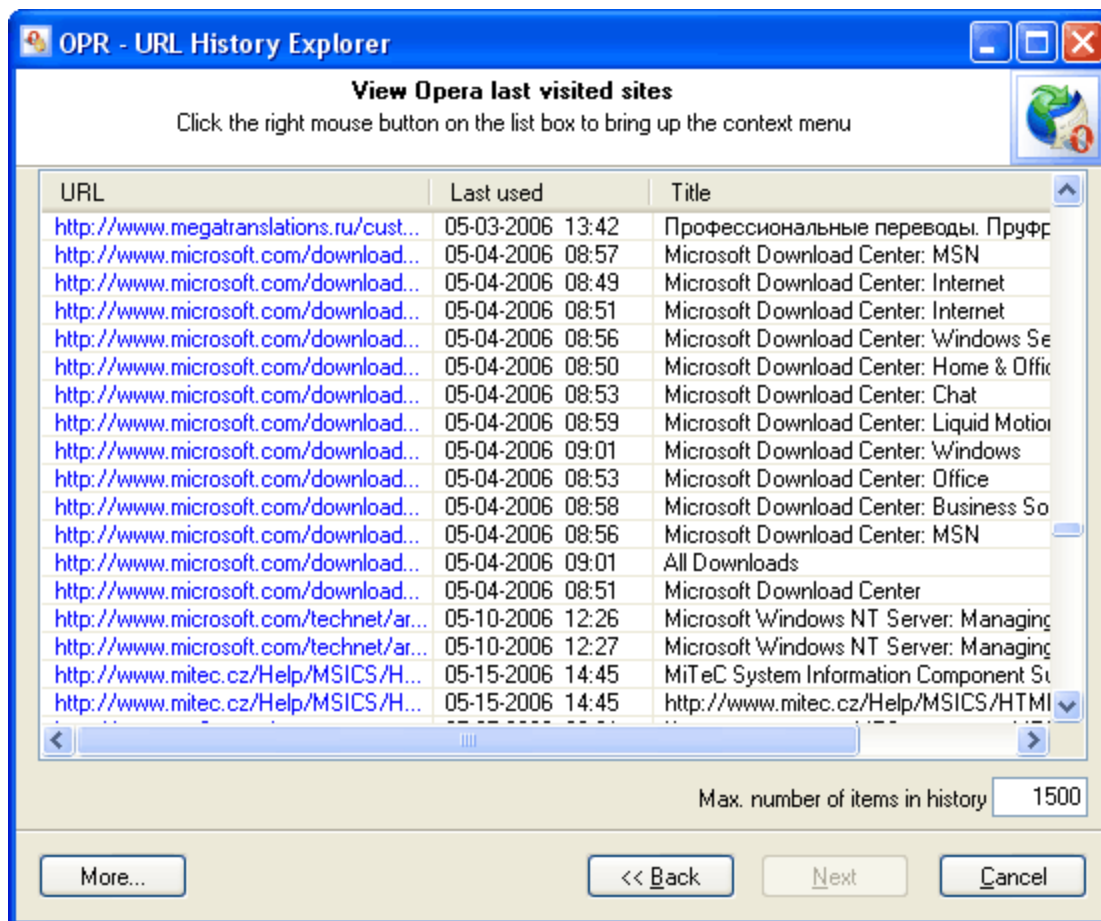 OPR - URL History Explorer
View Opera last visited sites
Click the right mouse button on the list box to bring up the context menu
URL Last used Title
http://www.megatranslations.ru/cust... 05-03-2006 13:42 Профессиональные переводы. Пруфр
http://www.microsoft.com/download... 05-04-2006 08:57 Microsoft Download Center: MSN
http://www.microsoft.com/download... 05-04-2006 08:49 Microsoft Download Center: Internet
http://www.microsoft.com/download... 05-04-2006 08:51 Microsoft Download Center: Internet
http://www.microsoft.com/download... 05-04-2006 08:56 Microsoft Download Center: Windows Se
http://www.microsoft.com/download... 05-04-2006 08:50 Microsoft Download Center: Home & Offic
http://www.microsoft.com/download... 05-04-2006 08:53 Microsoft Download Center: Chat
http://www.microsoft.com/download... 05-04-2006 08:59 Microsoft Download Center: Liquid Motion
http://www.microsoft.com/download... 05-04-2006 09:01 Microsoft Download Center: Windows
http://www.microsoft.com/download... 05-04-2006 08:53 Microsoft Download Center: Office
http://www.microsoft.com/download... 05-04-2006 08:58 Microsoft Download Center: Business So
http://www.microsoft.com/download... 05-04-2006 08:56 Microsoft Download Center: MSN
http://www.microsoft.com/download... 05-04-2006 09:01 All Downloads
http://www.microsoft.com/download... 05-04-2006 08:51 Microsoft Download Center
http://www.microsoft.com/technet/ar... 05-10-2006 12:26 Microsoft Windows NT Server: Managing
http://www.microsoft.com/technet/ar... 05-10-2006 12:27 Microsoft Windows NT Server: Managing
http://www.mitec.cz/Help/MSICS/H... 05-15-2006 14:45 MiTeC System Information Component Su
http://www.mitec.cz/Help/MSICS/H... 05-15-2006 14:45 http://www.mitec.cz/Help/MSICS/HTMl
Max. number of items in history 1500
More... << Back Next Cancel